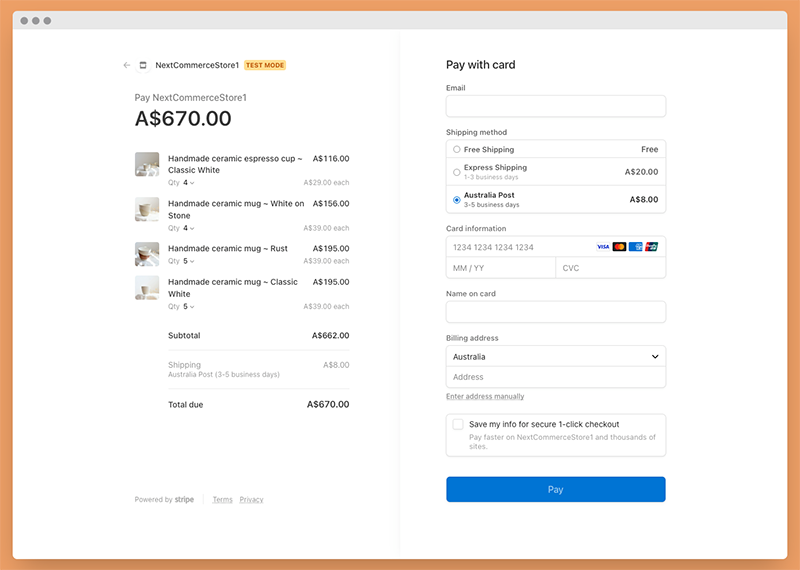 NextCommerceStore1 TEST MODE
Pay NextCommerceStore1
A$670.00
Handmade ceramic espresso cup ~ A$116.00
Classic White
Qty 4 A$29.00 each
Handmade ceramic mug ~ White on A$156.00
Stone
Qty 4 A$39.00 each
Handmade ceramic mug ~ Rust A$195.00
Qty 5 A$39.00 each
Handmade ceramic mug ~ Classic A$195.00
White
Qty 5 A$39.00 each
Subtotal A$662.00
Shipping A$8.00
Australia Post (3-5 business days)
Total due A$670.00
Powered by stripe Terms Privacy
Pay with card
Email
Shipping method
Free Shipping Free
Express Shipping A$20.00
1-3 business days
Australia Post A$8.00
3-5 business days
Card information
1234 1234 1234 1234 VISA
MM / YY CVC
Name on card
Billing address
Australia
Address
Enter address manually
Save my info for secure 1-click checkout
Pay faster on NextCommerceStore1 and thousands of
sites.
Pay